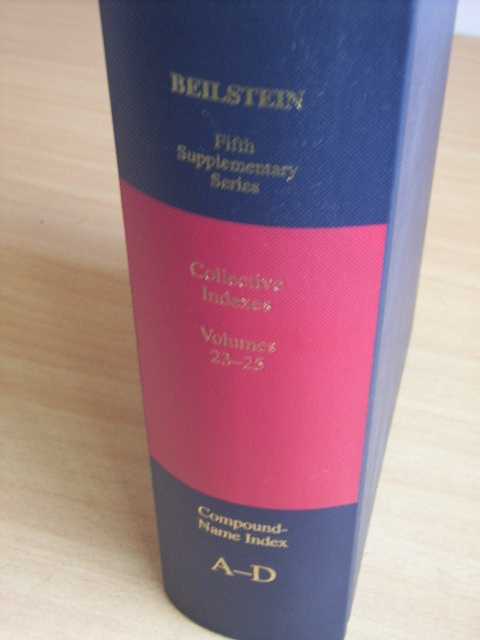 BEILSTEIN
Fifth
Supplementary
Series
Collective
Indexes
Volumes
23–25
Compound-
Name Index
A–D